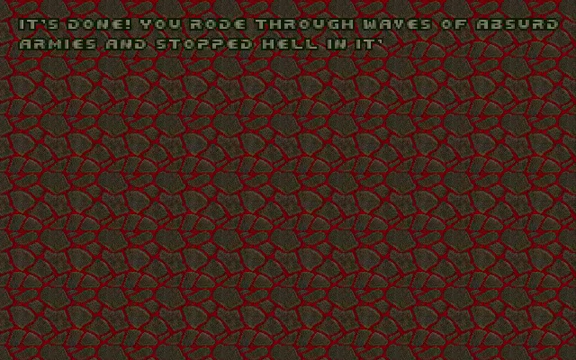 IT'S DONE! YOU RODE THROUGH WAVES OF ABSURD
ARMIES AND STOPPED HELL IN IT'